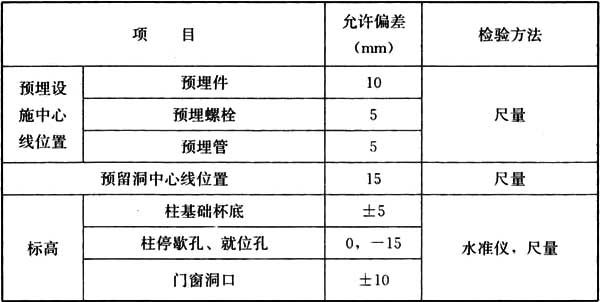 项 目
允许偏差
（mm）
检验方法
预埋设
施中心
线位置
预埋件
10
尺量
预埋螺栓
5
预埋管
5
预留洞中心线位置
15
尺量
标高
柱基础杯底
±5
水准仪，尺量
柱停歇孔、就位孔
0，－15
门窗洞口
±10